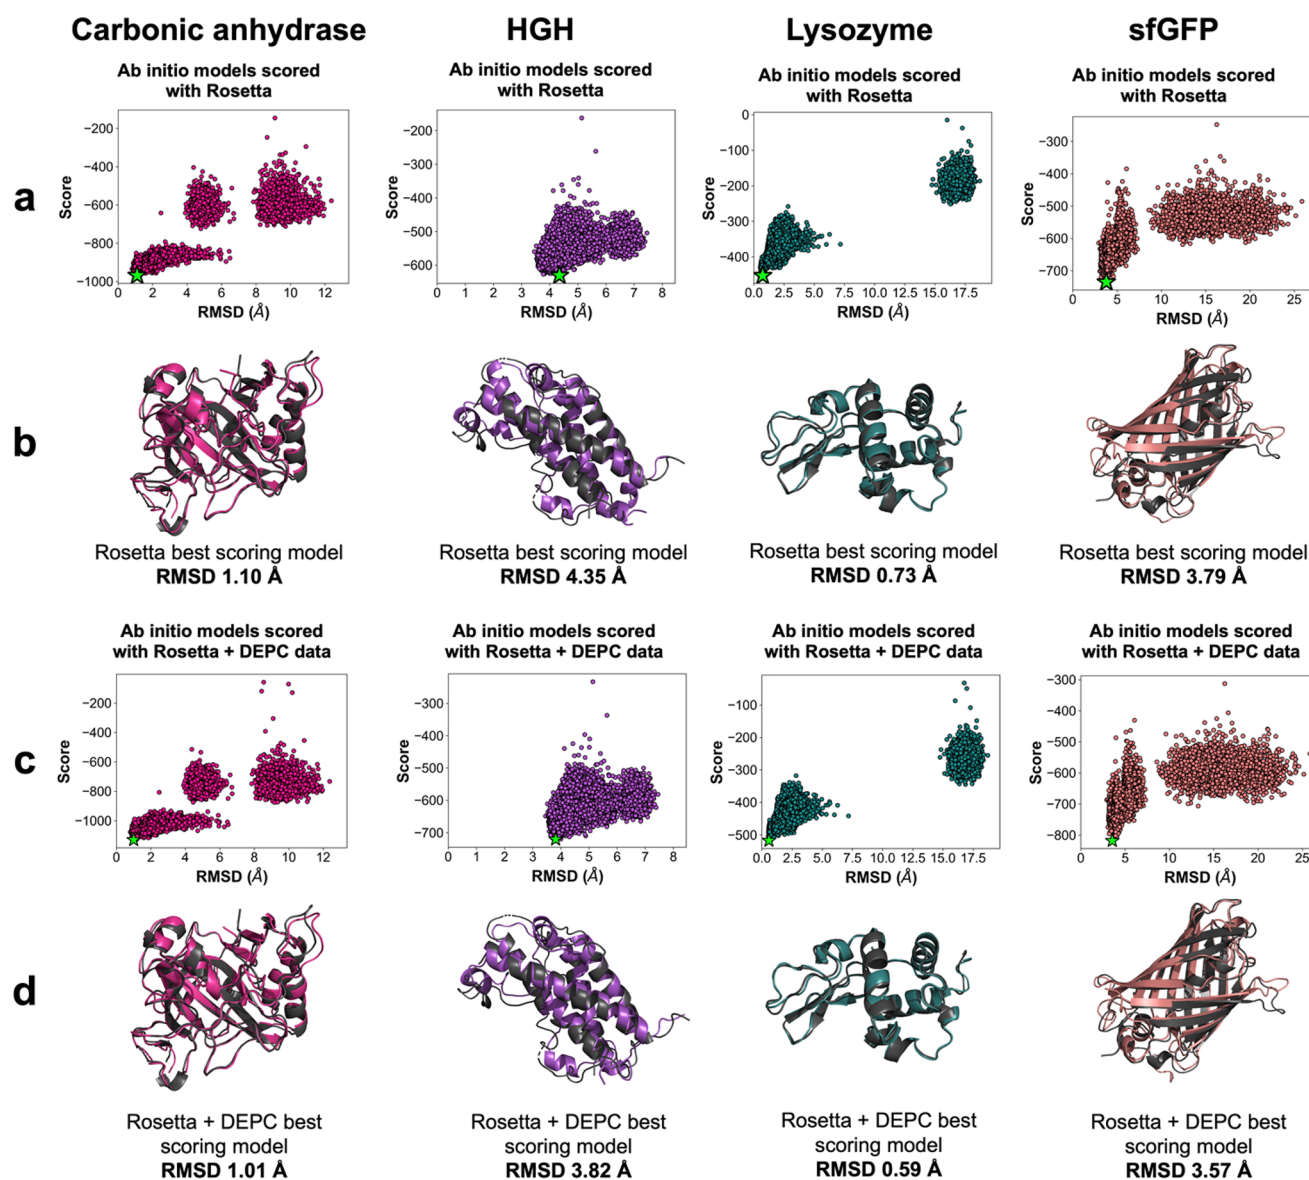 Carbonic anhydrase
HGH
Lysozyme
sfGFP
a
Ab initio models scored
with Rosetta
Score
−200
−400
−600
−800
−1000
0 2 4 6 8 10 12
RMSD (Å)
Ab initio models scored
with Rosetta
Score
−200
−300
−400
−500
−600
0 1 2 3 4 5 6 7 8
RMSD (Å)
Ab initio models scored
with Rosetta
Score
0
−100
−200
−300
−400
0.0 2.5 5.0 7.5 10.0 12.5 15.0 17.5
RMSD (Å)
Ab initio models scored
with Rosetta
Score
−300
−400
−500
−600
−700
0 5 10 15 20 25
RMSD (Å)
b
Rosetta best scoring model
RMSD 1.10 Å
Rosetta best scoring model
RMSD 4.35 Å
Rosetta best scoring model
RMSD 0.73 Å
Rosetta best scoring model
RMSD 3.79 Å
c
Ab initio models scored
with Rosetta + DEPC data
Score
−200
−400
−600
−800
−1000
0 2 4 6 8 10 12
RMSD (Å)
Ab initio models scored
with Rosetta + DEPC data
Score
−300
−400
−500
−600
−700
0 1 2 3 4 5 6 7 8
RMSD (Å)
Ab initio models scored
with Rosetta + DEPC data
Score
−100
−200
−300
−400
−500
0.0 2.5 5.0 7.5 10.0 12.5 15.0 17.5
RMSD (Å)
Ab initio models scored
with Rosetta + DEPC data
Score
−300
−400
−500
−600
−700
−800
0 5 10 15 20 25
RMSD (Å)
d
Rosetta + DEPC best
scoring model
RMSD 1.01 Å
Rosetta + DEPC best
scoring model
RMSD 3.82 Å
Rosetta + DEPC best
scoring model
RMSD 0.59 Å
Rosetta + DEPC best
scoring model
RMSD 3.57 Å